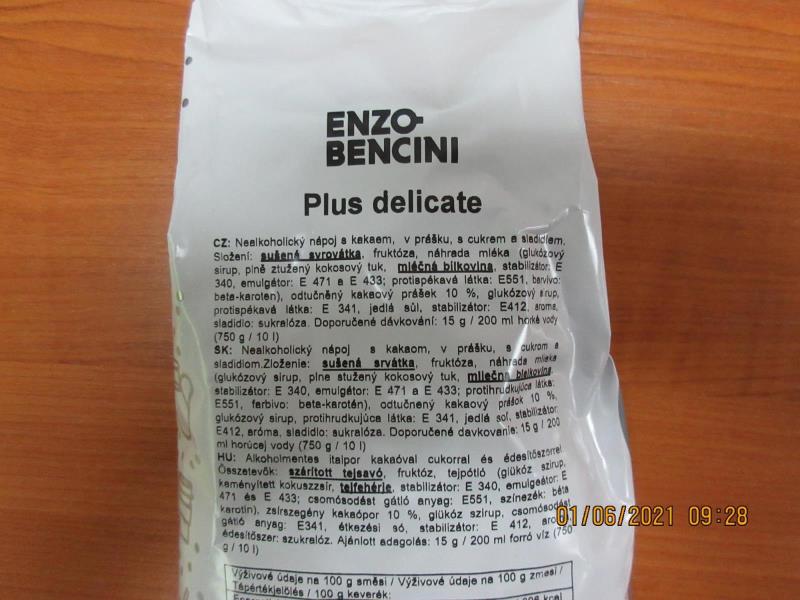 ENZO-
BENCINI
Plus delicate
CZ: Nealkoholický nápoj s kakaem, v prášku, s cukrem a sladidlem.
Složení: sušená syrovátka, fruktóza, náhrada mléka (glukózový
sirup, plně ztužený kokosový tuk, mléčná bílkovina, stabilizátor: E
340, emulgátor: E 471 a E 433; protispékavá látka: E551, barvivo:
beta-karoten), odtučněný kakaový prášek 10 %, glukózový sirup,
protispékavá látka: E 341, jedlá sůl, stabilizátor: E412, aroma,
sladidlo: sukralóza. Doporučené dávkování: 15 g / 200 ml horké vody
(750 g / 10 l)
SK: Nealkoholický nápoj s kakaom, v prášku, s cukrom a
sladidlom.Zloženie: sušená srvátka, fruktóza, náhrada mlieka
(glukózový sirup, plne stužený kokosový tuk, mliečna bielkovina,
stabilizátor: E 340, emulgátor: E 471 a E 433; protihrudkujúca látka:
E551, farbivo: beta-karotén), odtučnený kakaový prášok 10 %,
glukózový sirup, protihrudkujúca látka: E 341, jedlá soľ, stabilizátor:
E412, aróma, sladidlo: sukralóza. Doporučené davkovanie: 15 g / 200
ml horúcej vody (750 g / 10 l)
HU: Alkoholmentes italpor kakaóval cukorral és édesítőszerrel
Összetevők: szárított tejsavó, fruktóz, tejpótló (glükóz szirup,
keményített kokuszzsír, tejfehérje, stabilizátor: E 340, emulgeátor: E
471 és E 433; csomósodást gátló anyag: E551, színezék: béta
karotin), zsírszegény kakaópor 10 %, glükóz szirup, csomósodást
gátló anyag: E341, étkezési só, stabilizátor: E 412, aroma
édesítőszer: szukralóz. Ajánlott adagolás: 15 g / 200 ml forró víz (750
g / 10 l)
Výživové údaje na 100 g směsi / Výživové údaje na 100 g zmesi /
Tápértékjelölés / 100 g keverék:
kcal
01/06/2021 09:28